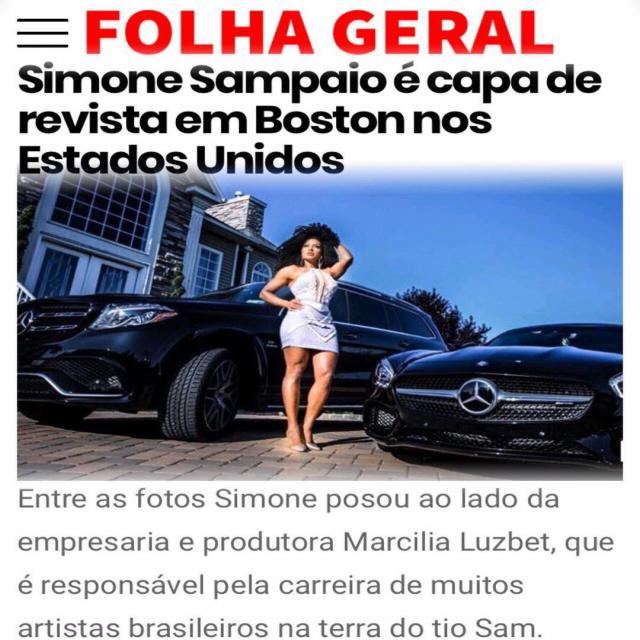 FOLHA GERAL
Simone Sampaio é capa de
revista em Boston nos
Estados Unidos
Entre as fotos Simone posou ao lado da
empresaria e produtora Marcilia Luzbet, que
é responsável pela carreira de muitos
artistas brasileiros na terra do tio Sam.